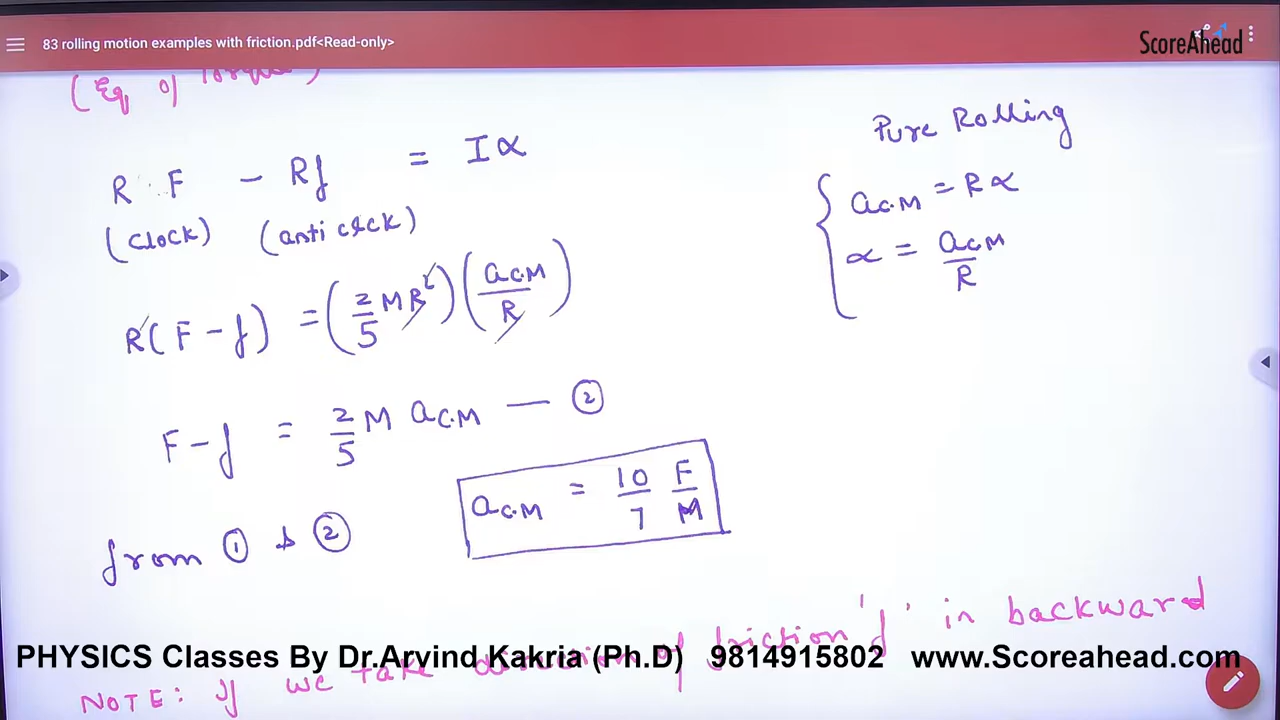 83 rolling motion examples with friction.pdf<Read-only>
ScoreAhead
(Eq of Torque)
R F - Rf = Iα
(clock) (anti clock)
Pure Rolling
aC.M = Rα
α = aC.M/R
R(F-f) = (2/5 MR²)(aC.M/R)
F-f = 2/5 M aC.M — ②
from ① & ②
aC.M = 10/7 F/M
NOTE: if we take direction of friction 'f' in backward
PHYSICS Classes By Dr.Arvind Kakria (Ph.D) 9814915802 www.Scoreahead.com